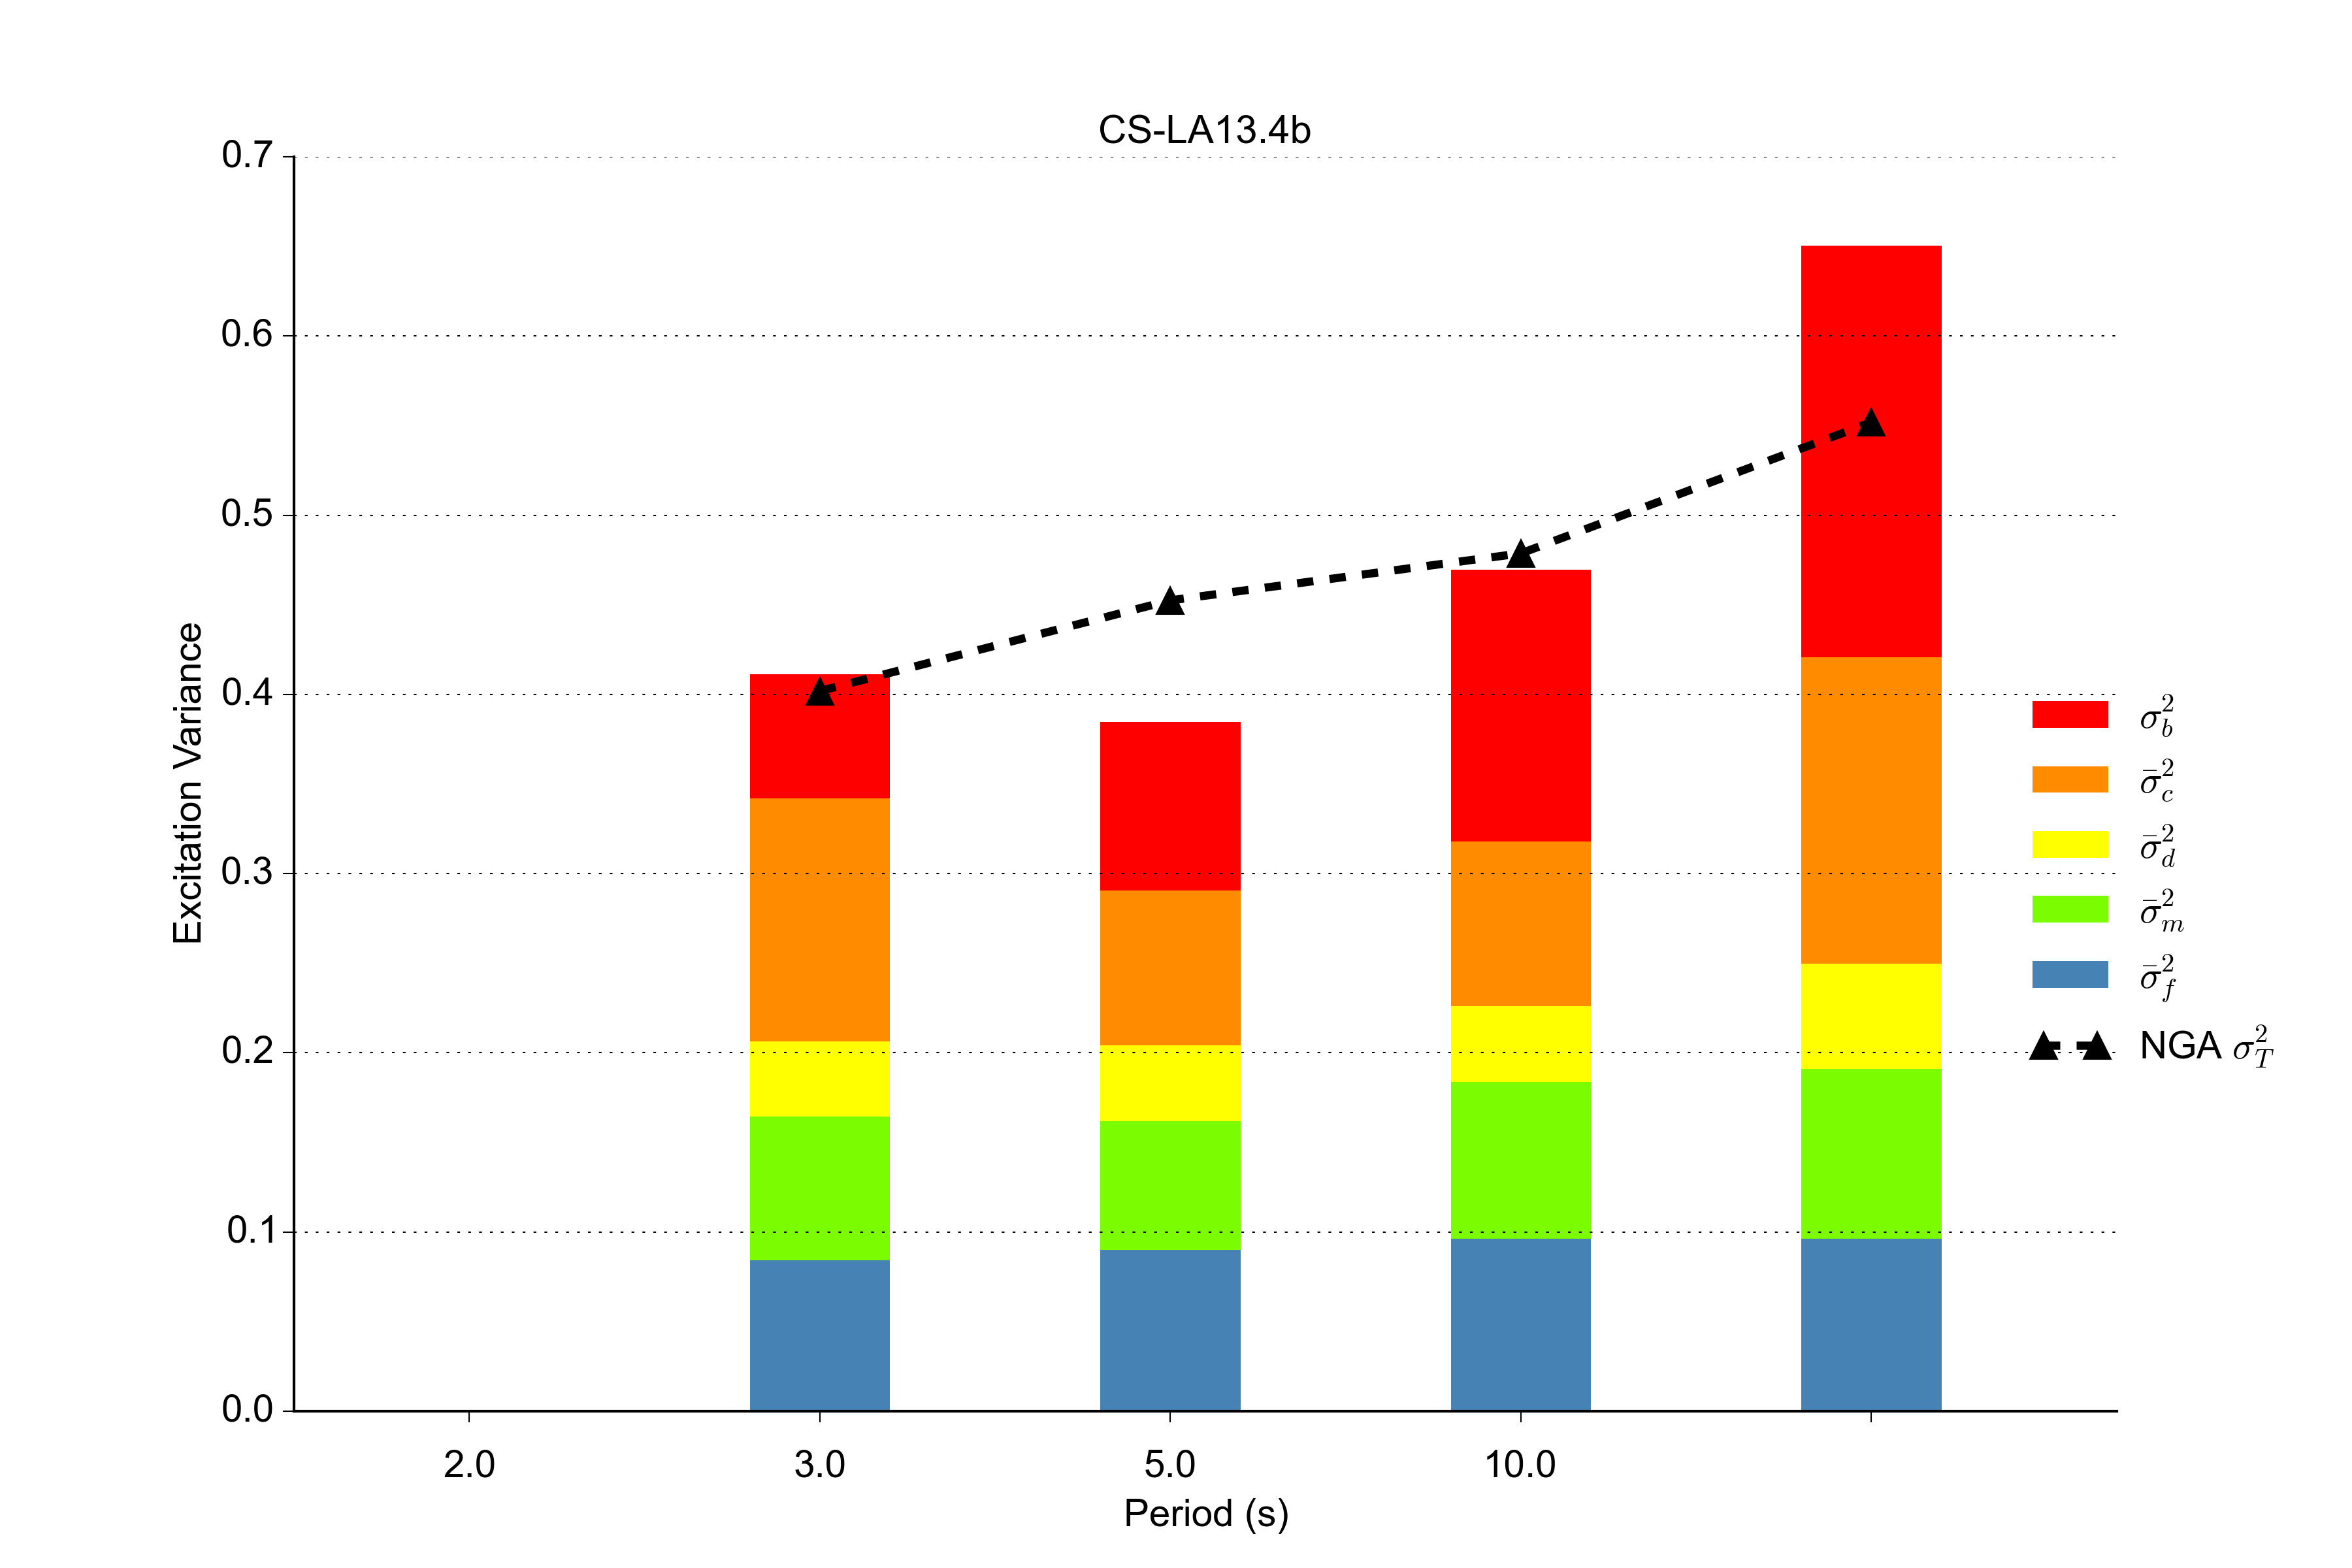 CS-LA13.4b
0.7
0.6
0.5
0.4
0.3
0.2
0.1
0.0
Excitation Variance
2.0 3.0 5.0 10.0
Period (s)
σ_b^2
σ̄_c^2
σ̄_d^2
σ̄_m^2
σ̄_f^2
NGA σ_T^2